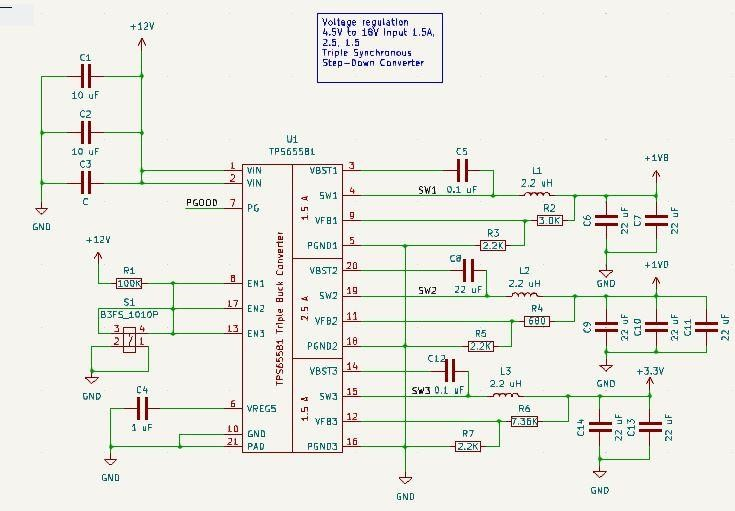 Voltage regulation
4.5V to 18V Input 1.5A,
2.5, 1.5
Triple Synchronous
Step-Down Converter
+12V
C1
10 uF
C2
10 uF
C3
C
GND
U1
TPS65581
TPS65581 Triple Buck Converter
1.5 A
2.5 A
1.5 A
1 VIN
2 VIN
PGOOD 7 PG
8 EN1
17 EN2
13 EN3
6 VREG5
10 GND
21 PAD
VBST1 3
SW1 4
VFB1 9
PGND1 5
VBST2 20
SW2 19
VFB2 11
PGND2 18
VBST3 14
SW3 15
VFB3 12
PGND3 16
+12V
R1
100K
S1
B3FS_1010P
3 4
2 1
GND
C4
1 uF
GND
C5
0.1 uF
SW1
L1
2.2 uH
R2
3.0K
R3
2.2K
+1V8
C6
22 uF
C7
22 uF
GND
C8
22 uF
SW2
L2
2.2 uH
R4
680
R5
2.2K
+1V0
C9
22 uF
C10
22 uF
C11
22 uF
GND
C12
0.1 uF
SW3
L3
2.2 uH
R6
7.36K
R7
2.2K
+3.3V
C14
22 uF
C13
22 uF
GND
GND